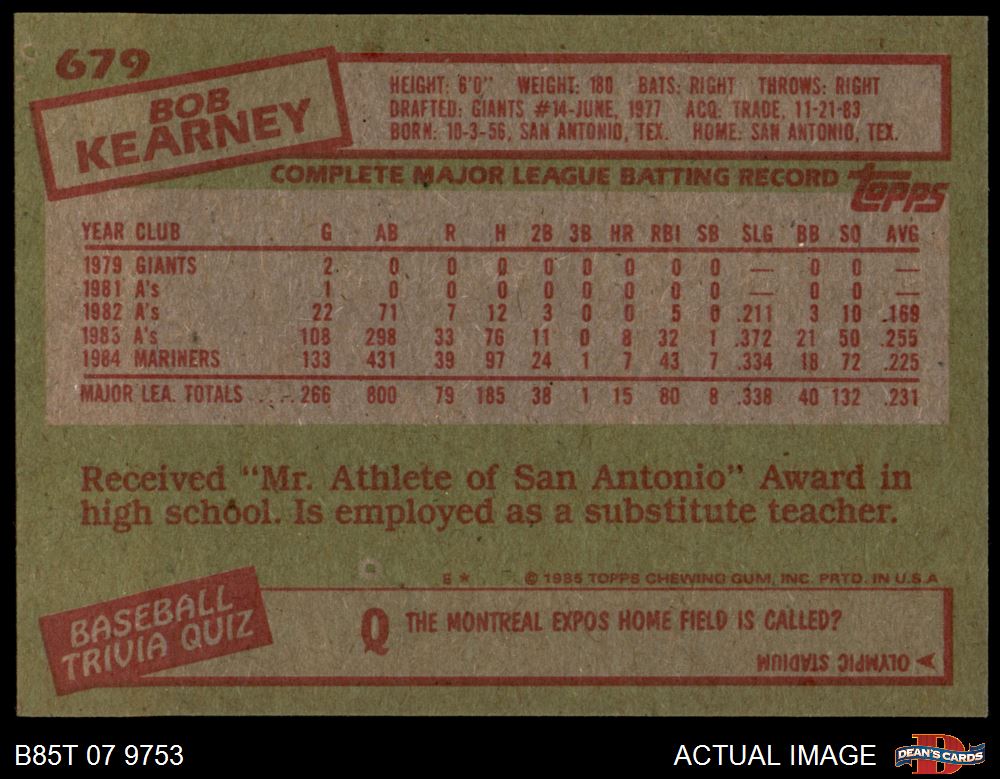 679
BOB
KEARNEY
HEIGHT: 6'0" WEIGHT: 180 BATS: RIGHT THROWS: RIGHT
DRAFTED: GIANTS #14-JUNE, 1977 ACQ: TRADE, 11-21-83
BORN: 10-3-56, SAN ANTONIO, TEX. HOME: SAN ANTONIO, TEX.
COMPLETE MAJOR LEAGUE BATTING RECORD
topps
YEAR CLUB G AB R H 2B 3B HR RBI SB SLG BB SO AVG
1979 GIANTS 2 0 0 0 0 0 0 0 0 — 0 0 —
1981 A's 1 0 0 0 0 0 0 0 0 — 0 0 —
1982 A's 22 71 7 12 3 0 0 5 0 .211 3 10 .169
1983 A's 108 298 33 76 11 0 8 32 1 .372 21 50 .255
1984 MARINERS 133 431 39 97 24 1 7 43 7 .334 18 72 .225
MAJOR LEA. TOTALS 266 800 79 185 38 1 15 80 8 .338 40 132 .231
Received "Mr. Athlete of San Antonio" Award in
high school. Is employed as a substitute teacher.
E* © 1985 TOPPS CHEWING GUM, INC. PRTD. IN U.S.A
BASEBALL
TRIVIA QUIZ
Q THE MONTREAL EXPOS HOME FIELD IS CALLED?
OLYMPIC STADIUM
B85T 07 9753
ACTUAL IMAGE
DEAN'S CARDS